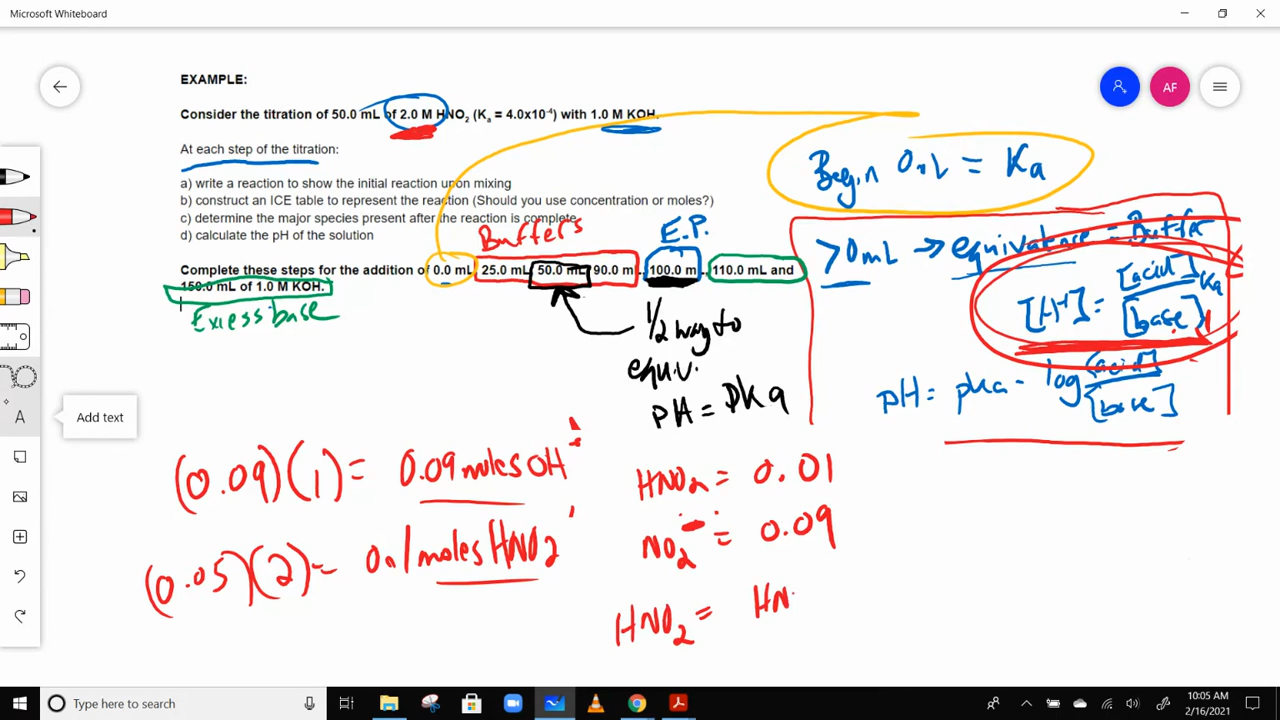 Microsoft Whiteboard
EXAMPLE:
Consider the titration of 50.0 mL of 2.0 M HNO₂ (Kₐ = 4.0x10⁻⁴) with 1.0 M KOH.
At each step of the titration:
a) write a reaction to show the initial reaction upon mixing
b) construct an ICE table to represent the reaction (Should you use concentration or moles?)
c) determine the major species present after the reaction is complete
d) calculate the pH of the solution
Buffers
E.P.
Complete these steps for the addition of 0.0 mL 25.0 mL 50.0 mL 90.0 m 100.0 m 110.0 mL and
150.0 mL of 1.0 M KOH.
Excess base
1/2 way to
equiv.
pH = pKa
Begin 0mL = Ka
>0mL → equivalence = Buffer
[H⁺] = [acid]/[base] Ka
pH = pka - log [acid]/[base]
Add text
A
AF
(0.09)(1) = 0.09 moles OH⁻
(0.05)(2) = 0.1 moles HNO₂
HNO₂ = 0.01
NO₂⁻ = 0.09
HNO₂ = HN
Type here to search
10:05 AM
2/16/2021